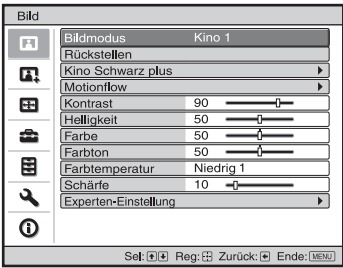 Bild
Bildmodus Kino 1
Rückstellen
Kino Schwarz plus
Motionflow
Kontrast 90
Helligkeit 50
Farbe 50
Farbton 50
Farbtemperatur Niedrig 1
Schärfe 10
Experten-Einstellung
Sel: Reg: Zurück: Ende: MENU